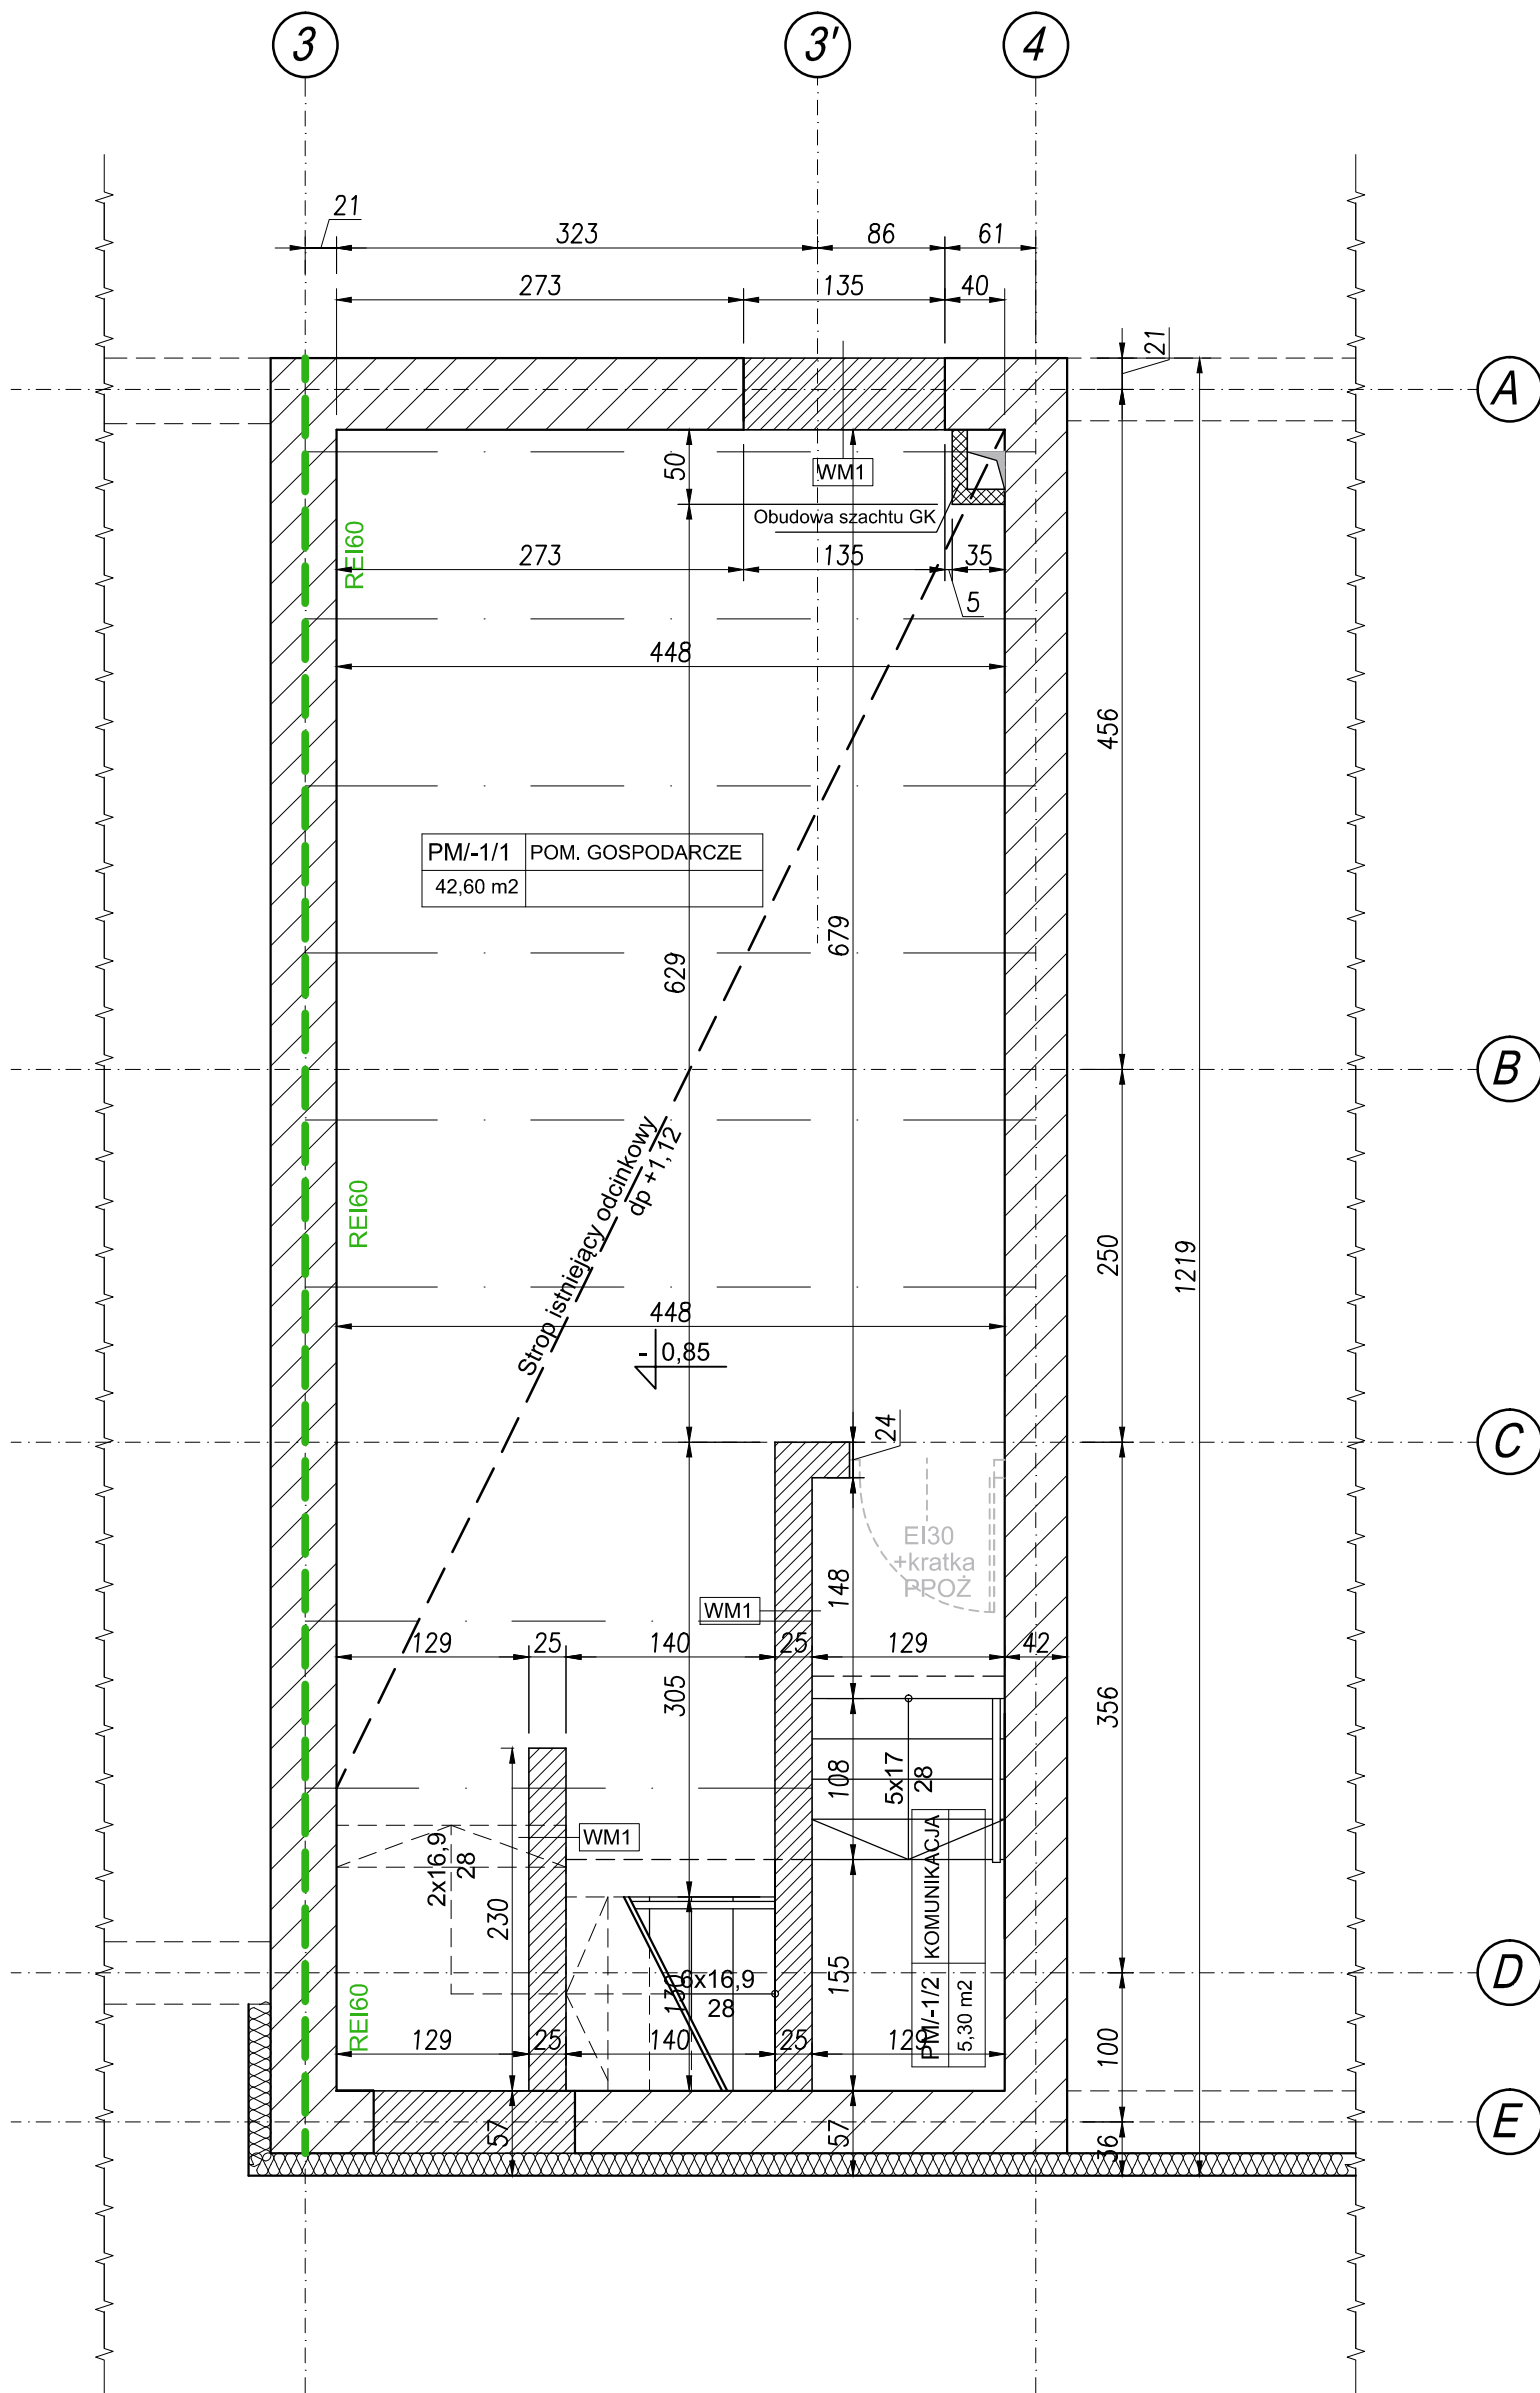 3
3'
4
21
323
86
61
273
135
40
21
A
50
WM1
Obudowa szachtu GK
REI60
273
135
35
5
448
456
PM/-1/1
POM. GOSPODARCZE
42,60 m2
679
629
B
Strop istniejący odcinkowy
dp +1,12
REI60
250
1219
448
- 0,85
24
C
EI30
+kratka
PPOŻ
148
WM1
129
25
140
25
129
42
305
356
108
5x17
28
WM1
2x16,9
28
230
KOMUNIKACJA
PM/-1/2
5,30 m2
155
130
6x16,9
28
D
REI60
129
25
140
25
129
100
57
57
36
E